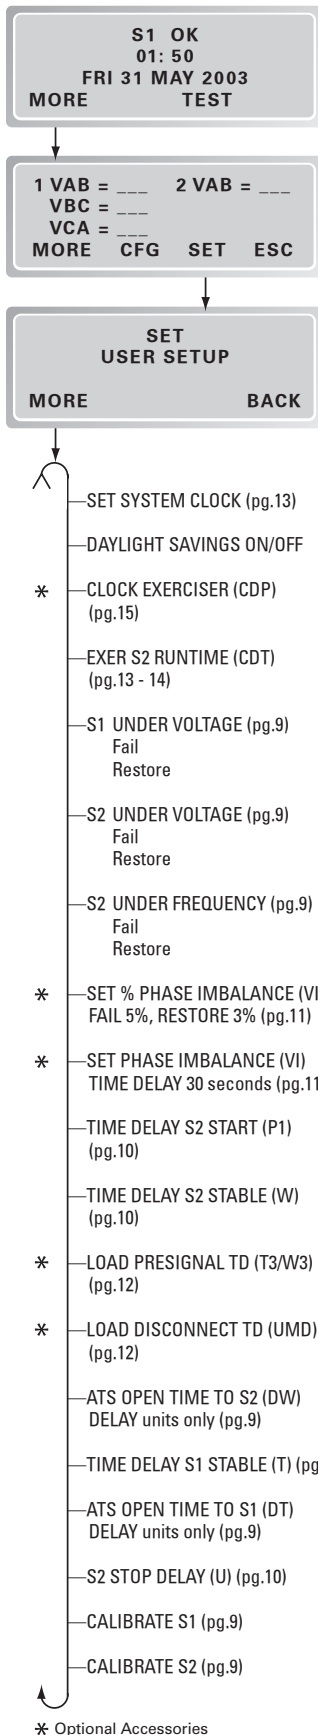 S1 OK
01: 50
FRI 31 MAY 2003
MORE TEST
1 VAB = ___ 2 VAB = ___
VBC = ___
VCA = ___
MORE CFG SET ESC
SET
USER SETUP
MORE BACK
SET SYSTEM CLOCK (pg.13)
DAYLIGHT SAVINGS ON/OFF
* CLOCK EXERCISER (CDP)
(pg.15)
EXER S2 RUNTIME (CDT)
(pg.13 - 14)
S1 UNDER VOLTAGE (pg.9)
Fail
Restore
S2 UNDER VOLTAGE (pg.9)
Fail
Restore
S2 UNDER FREQUENCY (pg.9)
Fail
Restore
* SET % PHASE IMBALANCE (VI
FAIL 5%, RESTORE 3% (pg.11)
* SET PHASE IMBALANCE (VI)
TIME DELAY 30 seconds (pg.11
TIME DELAY S2 START (P1)
(pg.10)
TIME DELAY S2 STABLE (W)
(pg.10)
* LOAD PRESIGNAL TD (T3/W3)
(pg.12)
* LOAD DISCONNECT TD (UMD)
(pg.12)
ATS OPEN TIME TO S2 (DW)
DELAY units only (pg.9)
TIME DELAY S1 STABLE (T) (pg
ATS OPEN TIME TO S1 (DT)
DELAY units only (pg.9)
S2 STOP DELAY (U) (pg.10)
CALIBRATE S1 (pg.9)
CALIBRATE S2 (pg.9)
* Optional Accessories